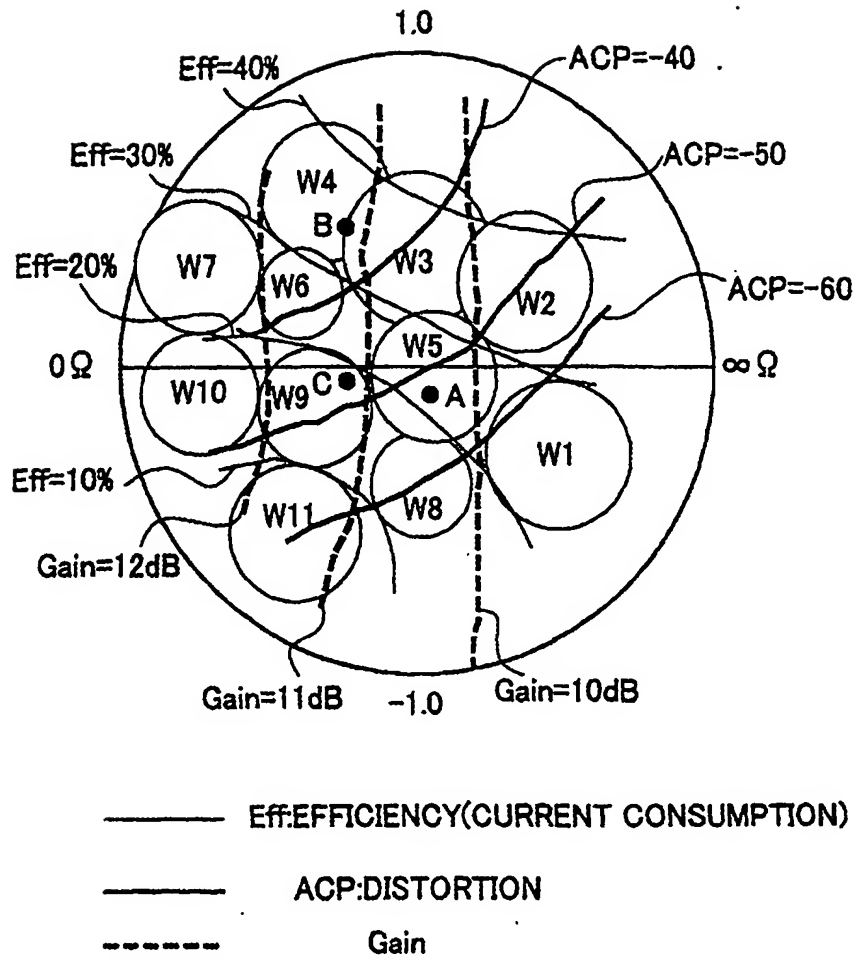 1.0
Eff=40%
ACP=-40
Eff=30%
ACP=-50
W4
B
W3
W7
W6
W2
Eff=20%
ACP=-60
W5
0Ω
∞Ω
W10
W9
C
A
W1
Eff=10%
W8
W11
Gain=12dB
Gain=11dB
-1.0
Gain=10dB
Eff:EFFICIENCY(CURRENT CONSUMPTION)
ACP:DISTORTION
Gain